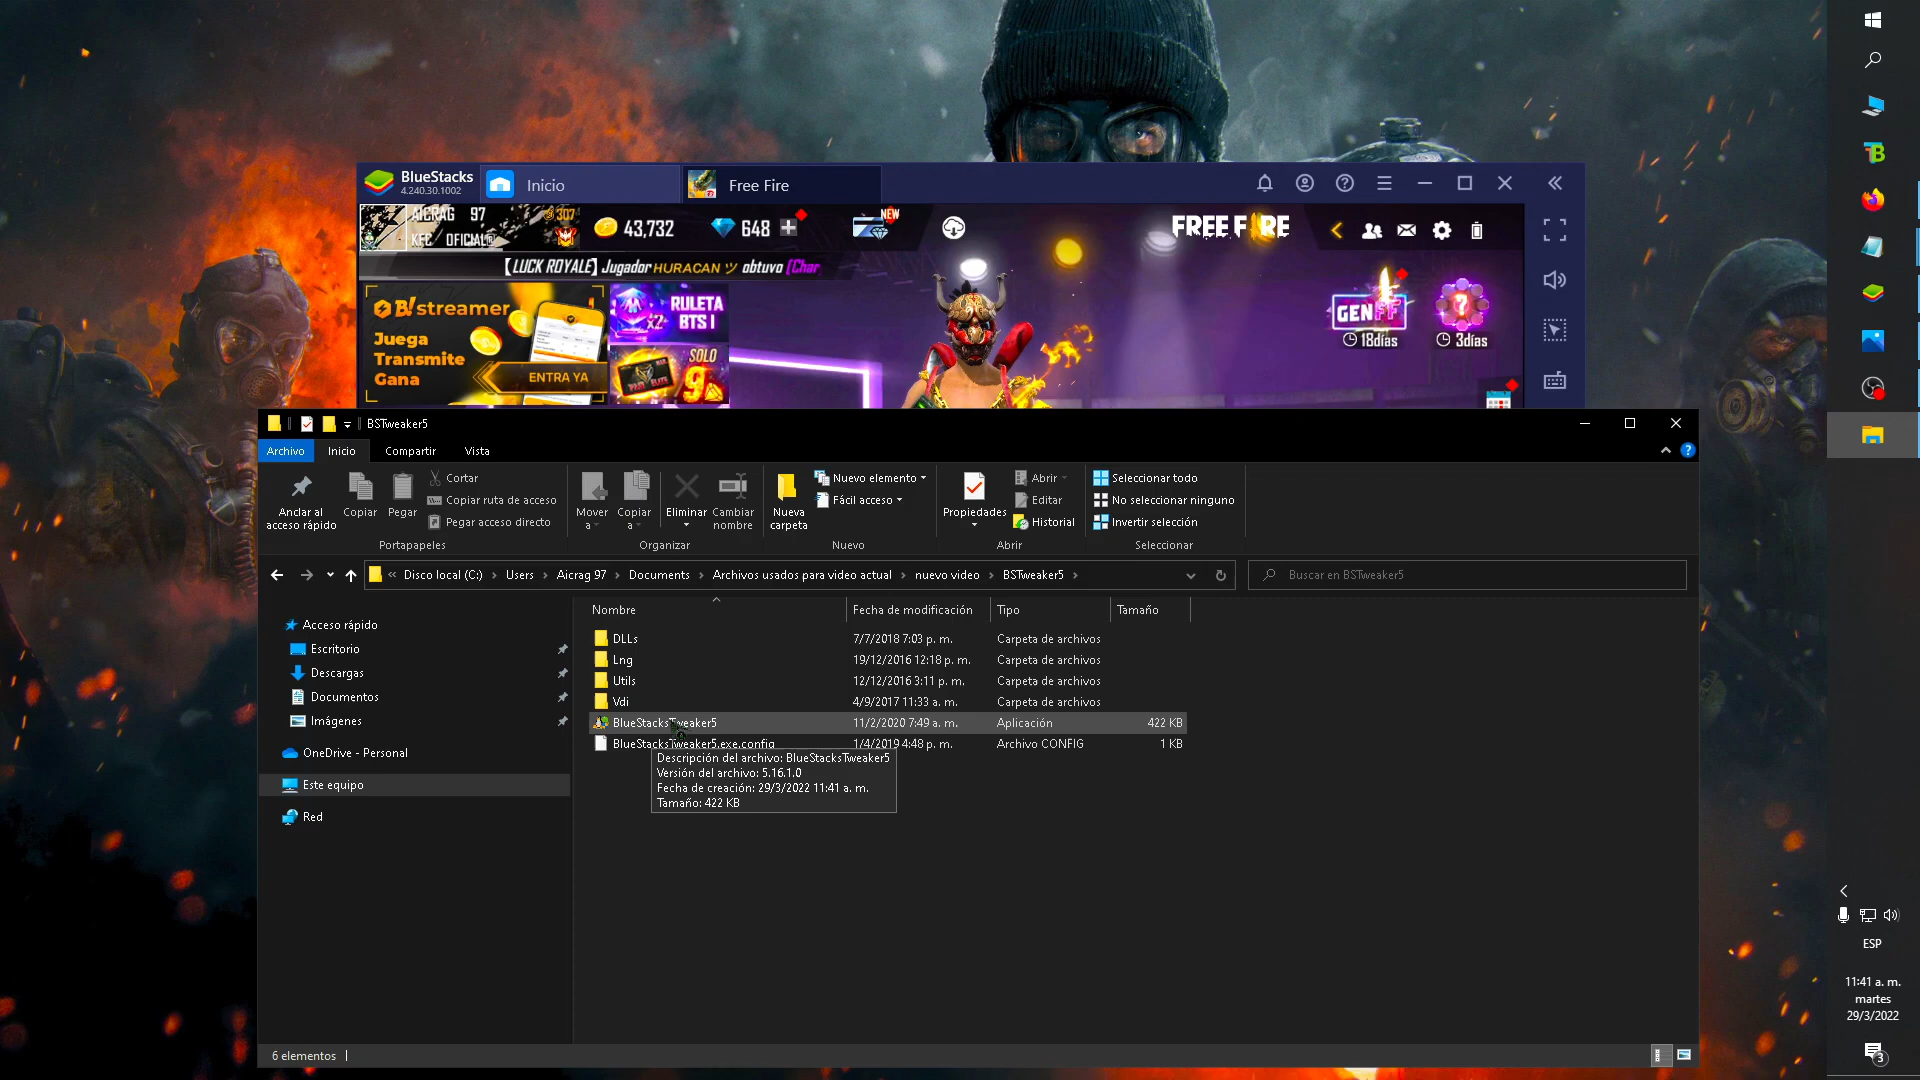 BlueStacks
4.240.30.1002
Inicio
Free Fire
AICRAG 97
KFC OFICIAL®
307
43,732
648
NEW
FREE FIRE
【LUCK ROYALE】 Jugador HURACAN ツ obtuvo [Char
B!streamer
Juega
Transmite
Gana
ENTRA YA
RULETA
BTS I
x2
SOLO
9
GENFF
18días
?
3días
BSTweaker5
Archivo
Inicio
Compartir
Vista
Anclar al
acceso rápido
Copiar
Pegar
Cortar
Copiar ruta de acceso
Pegar acceso directo
Portapapeles
Mover
a
Copiar
a
Eliminar
Cambiar
nombre
Organizar
Nueva
carpeta
Nuevo elemento
Fácil acceso
Nuevo
Propiedades
Abrir
Editar
Historial
Abrir
Seleccionar todo
No seleccionar ninguno
Invertir selección
Seleccionar
« Disco local (C:) > Users > Aicrag 97 > Documents > Archivos usados para video actual > nuevo video > BSTweaker5 >
Buscar en BSTweaker5
Acceso rápido
Escritorio
Descargas
Documentos
Imágenes
OneDrive - Personal
Este equipo
Red
Nombre Fecha de modificación Tipo Tamaño
DLLs 7/7/2018 7:03 p. m. Carpeta de archivos
Lng 19/12/2016 12:18 p. m. Carpeta de archivos
Utils 12/12/2016 3:11 p. m. Carpeta de archivos
Vdi 4/9/2017 11:33 a. m. Carpeta de archivos
BlueStacksTweaker5 11/2/2020 7:49 a. m. Aplicación 422 KB
BlueStacksTweaker5.exe.config 1/4/2019 4:48 p. m. Archivo CONFIG 1 KB
Descripción del archivo: BlueStacksTweaker5
Versión del archivo: 5.16.1.0
Fecha de creación: 29/3/2022 11:41 a. m.
Tamaño: 422 KB
6 elementos
ESP
11:41 a. m.
martes
29/3/2022
3